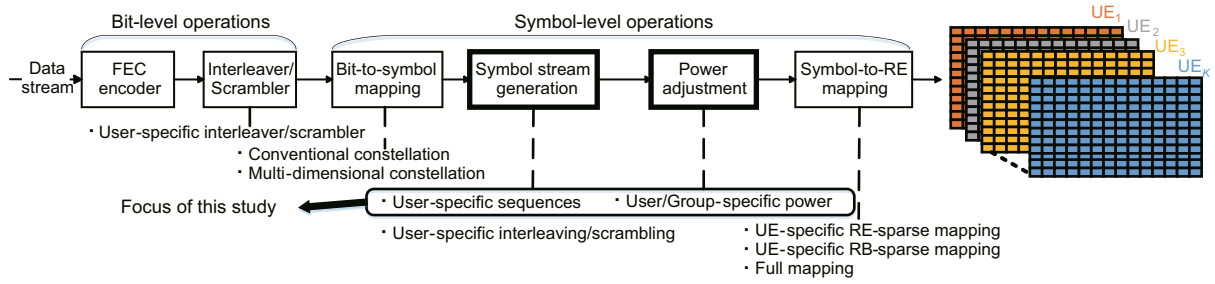 Bit-level operations
Symbol-level operations
UE1
UE2
UE3
UEK
Data
stream
FEC
encoder
Interleaver/
Scrambler
Bit-to-symbol
mapping
Symbol stream
generation
Power
adjustment
Symbol-to-RE
mapping
· User-specific interleaver/scrambler
· Conventional constellation
· Multi-dimensional constellation
Focus of this study
· User-specific sequences
· User/Group-specific power
· User-specific interleaving/scrambling
· UE-specific RE-sparse mapping
· UE-specific RB-sparse mapping
· Full mapping